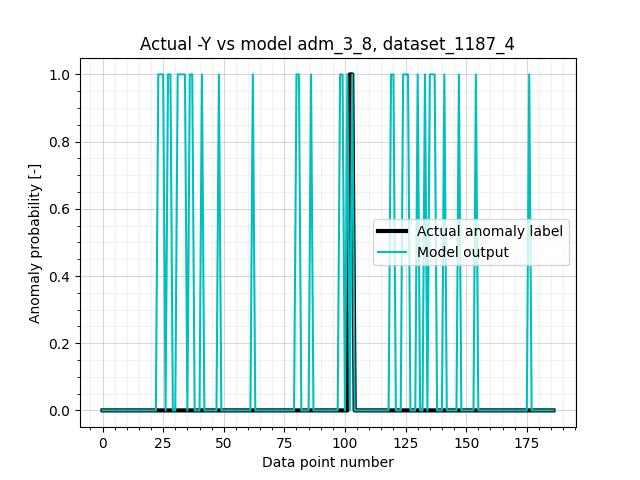 Actual -Y vs model adm_3_8, dataset_1187_4
1.0
0.8
0.6
0.4
0.2
0.0
Anomaly probability [-]
Actual anomaly label
Model output
0 25 50 75 100 125 150 175
Data point number